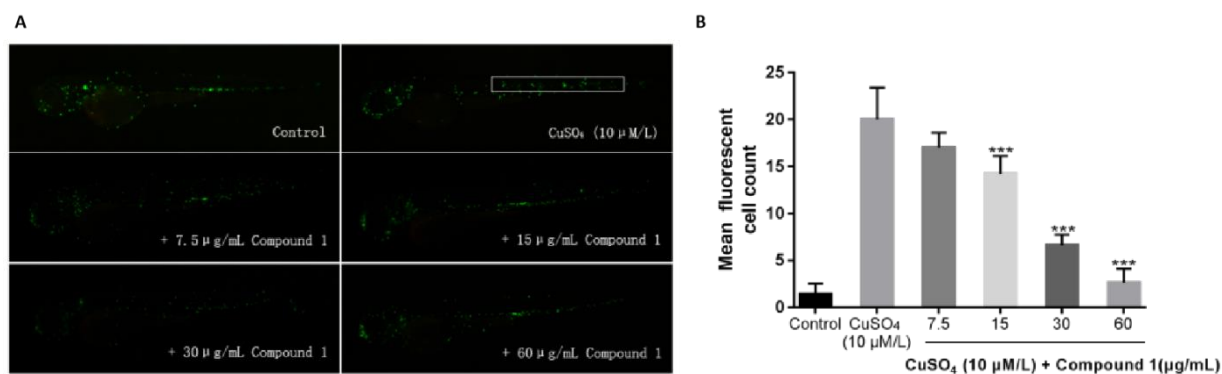 A
Control
CuSO₄ (10 μM/L)
+ 7.5 μg/mL Compound 1
+ 15 μg/mL Compound 1
+ 30 μg/mL Compound 1
+ 60 μg/mL Compound 1
B
Mean fluorescent
cell count
25
20
15
10
5
0
***
***
***
Control CuSO₄ 7.5 15 30 60
(10 μM/L)
CuSO₄ (10 μM/L) + Compound 1(μg/mL)